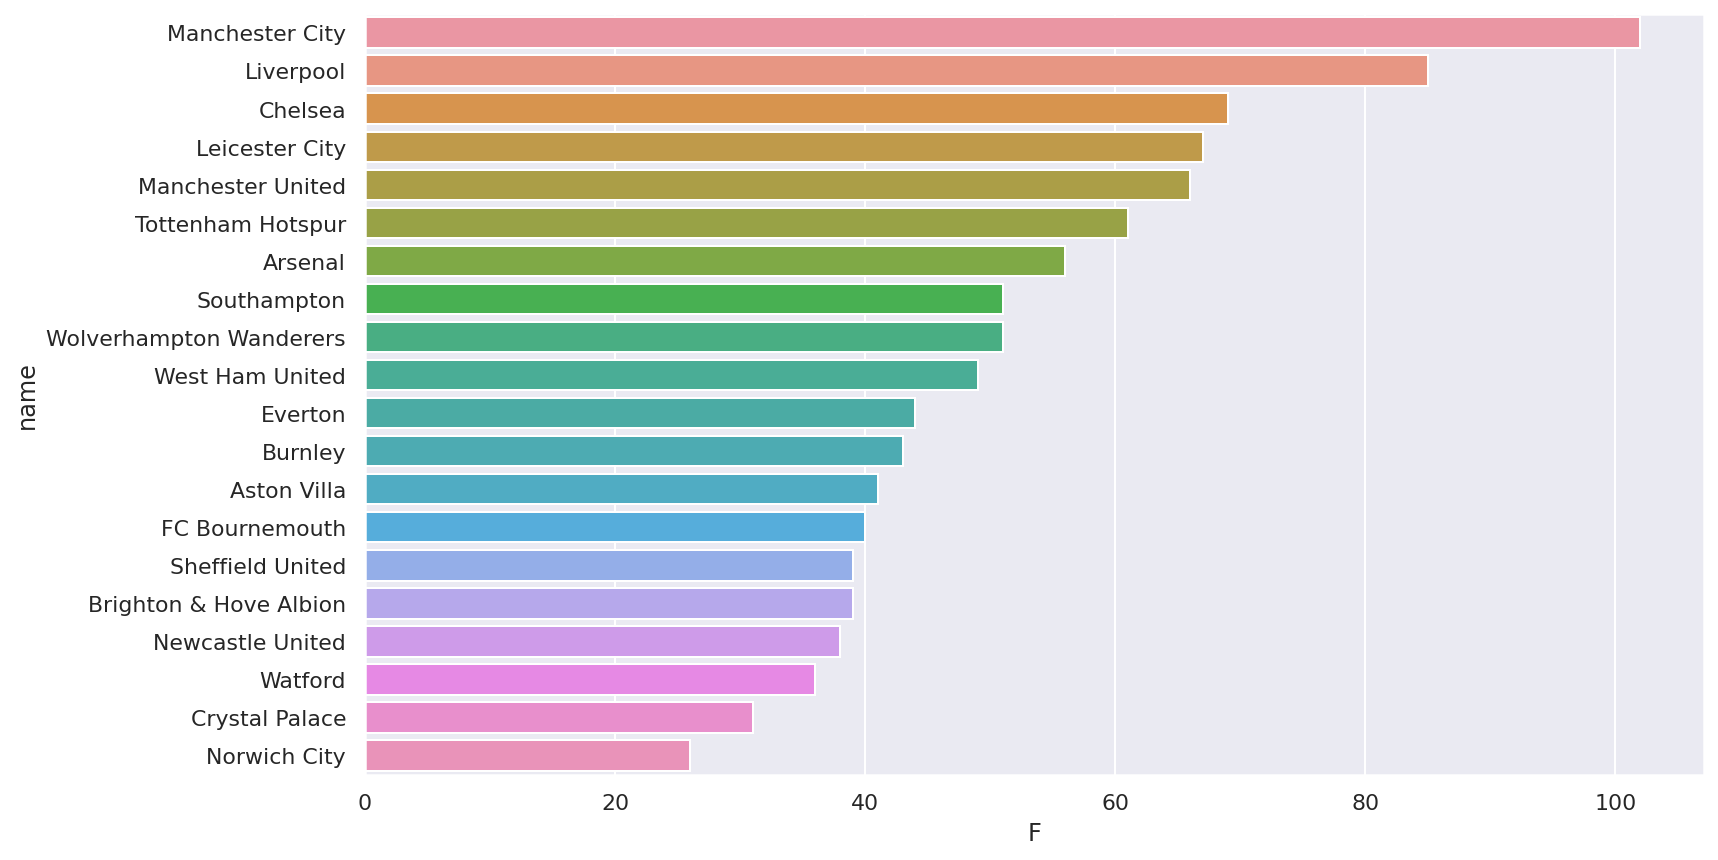 Manchester City
Liverpool
Chelsea
Leicester City
Manchester United
Tottenham Hotspur
Arsenal
Southampton
Wolverhampton Wanderers
West Ham United
Everton
Burnley
Aston Villa
FC Bournemouth
Sheffield United
Brighton & Hove Albion
Newcastle United
Watford
Crystal Palace
Norwich City
name
0 20 40 60 80 100
F